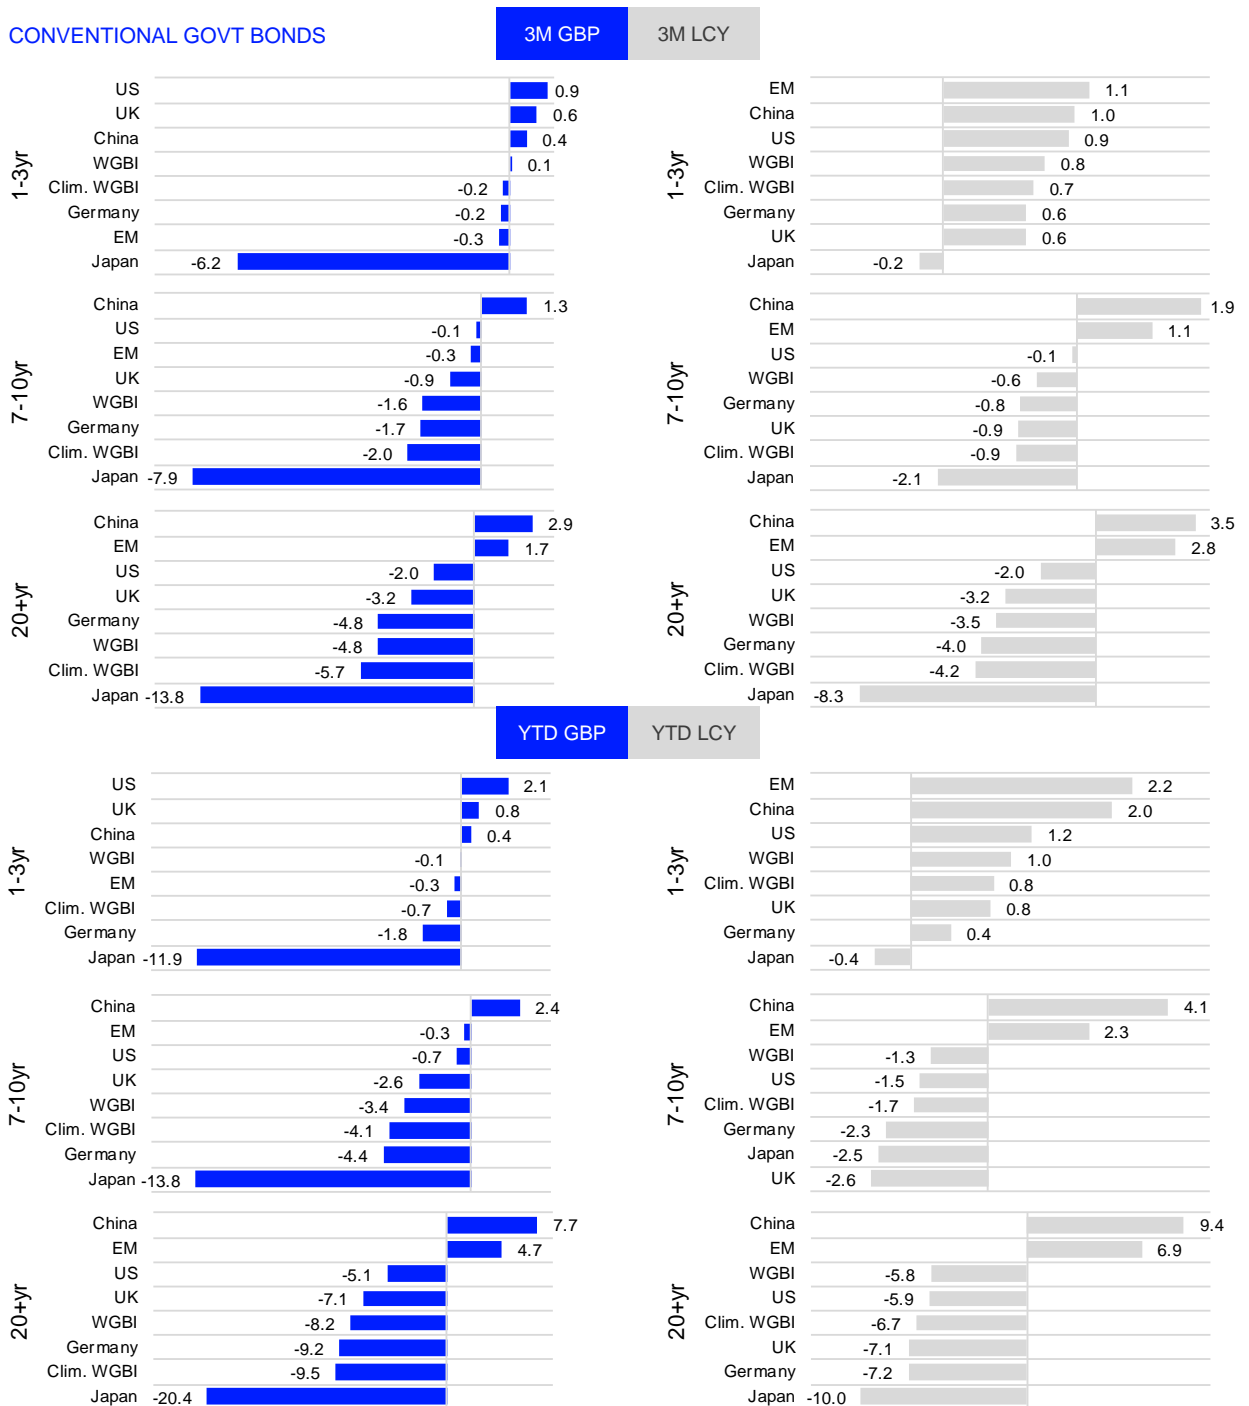 CONVENTIONAL GOVT BONDS
3M GBP 3M LCY
1-3yr
US 0.9
UK 0.6
China 0.4
WGBI 0.1
Clim. WGBI -0.2
Germany -0.2
EM -0.3
Japan -6.2
7-10yr
China 1.3
US -0.1
EM -0.3
UK -0.9
WGBI -1.6
Germany -1.7
Clim. WGBI -2.0
Japan -7.9
20+yr
China 2.9
EM 1.7
US -2.0
UK -3.2
Germany -4.8
WGBI -4.8
Clim. WGBI -5.7
Japan -13.8
1-3yr
EM 1.1
China 1.0
US 0.9
WGBI 0.8
Clim. WGBI 0.7
Germany 0.6
UK 0.6
Japan -0.2
7-10yr
China 1.9
EM 1.1
US -0.1
WGBI -0.6
Germany -0.8
UK -0.9
Clim. WGBI -0.9
Japan -2.1
20+yr
China 3.5
EM 2.8
US -2.0
UK -3.2
WGBI -3.5
Germany -4.0
Clim. WGBI -4.2
Japan -8.3
YTD GBP YTD LCY
1-3yr
US 2.1
UK 0.8
China 0.4
WGBI -0.1
EM -0.3
Clim. WGBI -0.7
Germany -1.8
Japan -11.9
7-10yr
China 2.4
EM -0.3
US -0.7
UK -2.6
WGBI -3.4
Clim. WGBI -4.1
Germany -4.4
Japan -13.8
20+yr
China 7.7
EM 4.7
US -5.1
UK -7.1
WGBI -8.2
Germany -9.2
Clim. WGBI -9.5
Japan -20.4
1-3yr
EM 2.2
China 2.0
US 1.2
WGBI 1.0
Clim. WGBI 0.8
UK 0.8
Germany 0.4
Japan -0.4
7-10yr
China 4.1
EM 2.3
WGBI -1.3
US -1.5
Clim. WGBI -1.7
Germany -2.3
Japan -2.5
UK -2.6
20+yr
China 9.4
EM 6.9
WGBI -5.8
US -5.9
Clim. WGBI -6.7
UK -7.1
Germany -7.2
Japan -10.0